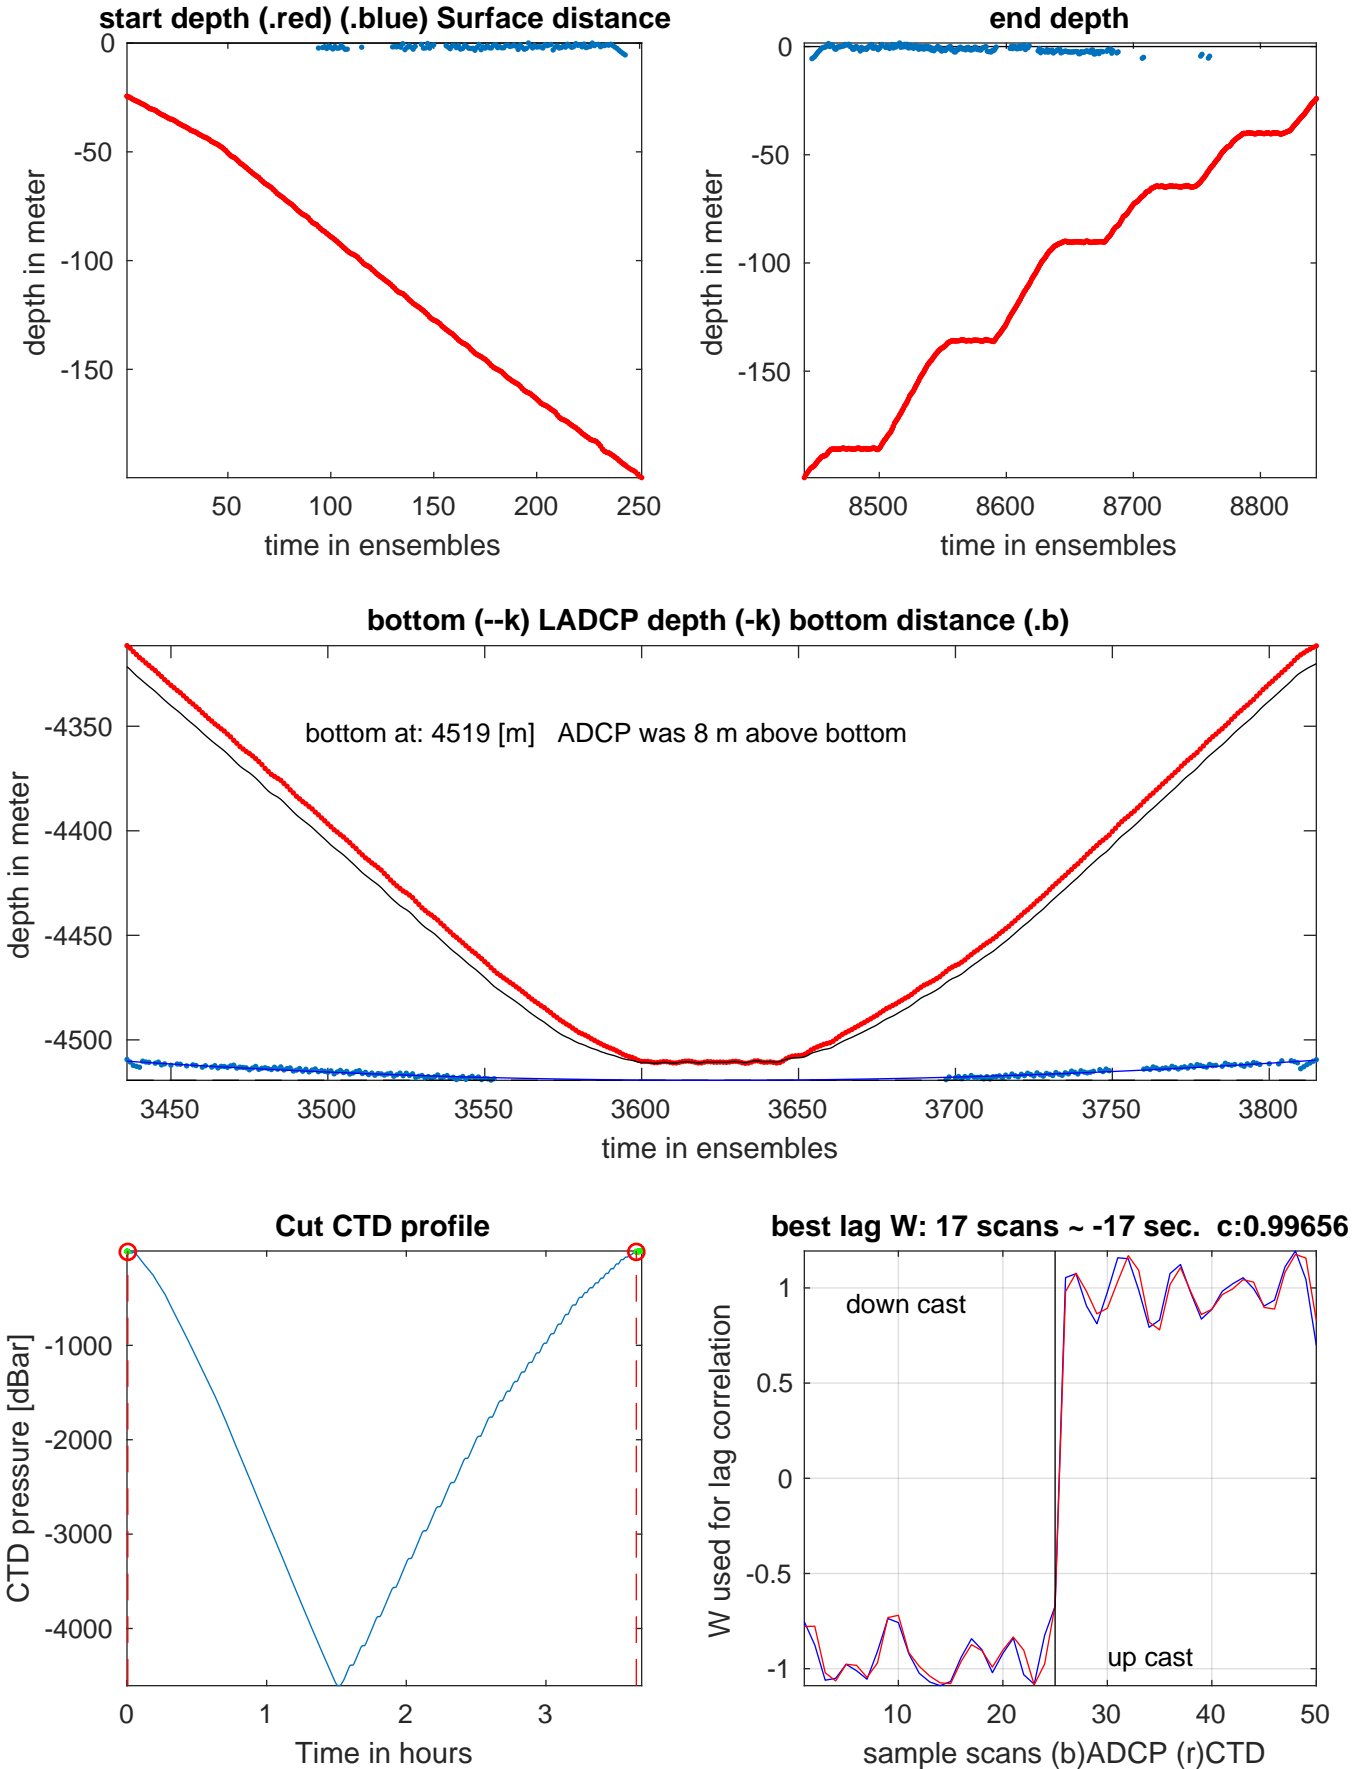 start depth (.red) (.blue) Surface distance
0
-50
-100
-150
depth in meter
50
100
150
200
250
time in ensembles
end depth
0
-50
-100
-150
depth in meter
8500
8600
8700
8800
time in ensembles
bottom (--k) LADCP depth (-k) bottom distance (.b)
bottom at: 4519 [m] ADCP was 8 m above bottom
-4350
-4400
-4450
-4500
depth in meter
3450
3500
3550
3600
3650
3700
3750
3800
time in ensembles
Cut CTD profile
-1000
-2000
-3000
-4000
CTD pressure [dBar]
0
1
2
3
Time in hours
best lag W: 17 scans ~ -17 sec. c:0.99656
down cast
up cast
1
0.5
0
-0.5
-1
W used for lag correlation
10
20
30
40
50
sample scans (b)ADCP (r)CTD